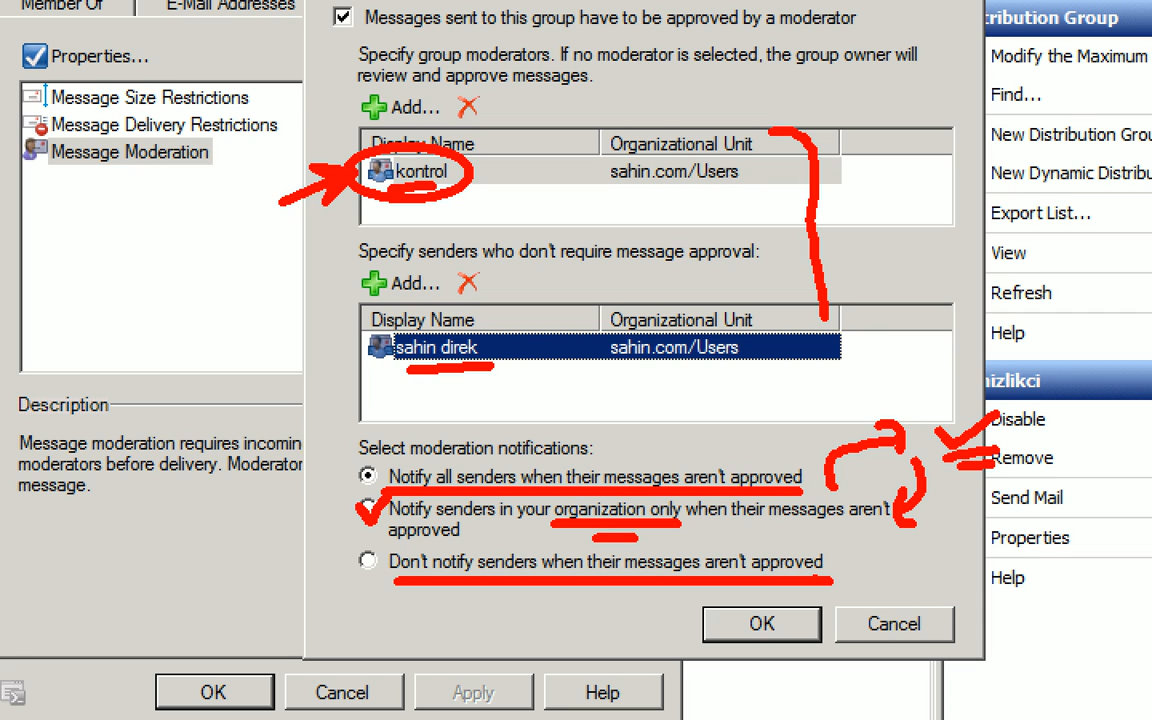 Member Of
E-Mail Addresses
Properties...
Message Size Restrictions
Message Delivery Restrictions
Message Moderation
Description
Message moderation requires incomin
moderators before delivery. Moderator
message.
OK
Cancel
Apply
Help
Messages sent to this group have to be approved by a moderator
Specify group moderators. If no moderator is selected, the group owner will
review and approve messages.
Add...
Display Name Organizational Unit
kontrol sahin.com/Users
Specify senders who don't require message approval:
Add...
Display Name Organizational Unit
sahin direk sahin.com/Users
Select moderation notifications:
Notify all senders when their messages aren't approved
Notify senders in your organization only when their messages aren't
approved
Don't notify senders when their messages aren't approved
OK
Cancel
tribution Group
Modify the Maximum
Find...
New Distribution Grou
New Dynamic Distribu
Export List...
View
Refresh
Help
nizlikci
Disable
Remove
Send Mail
Properties
Help